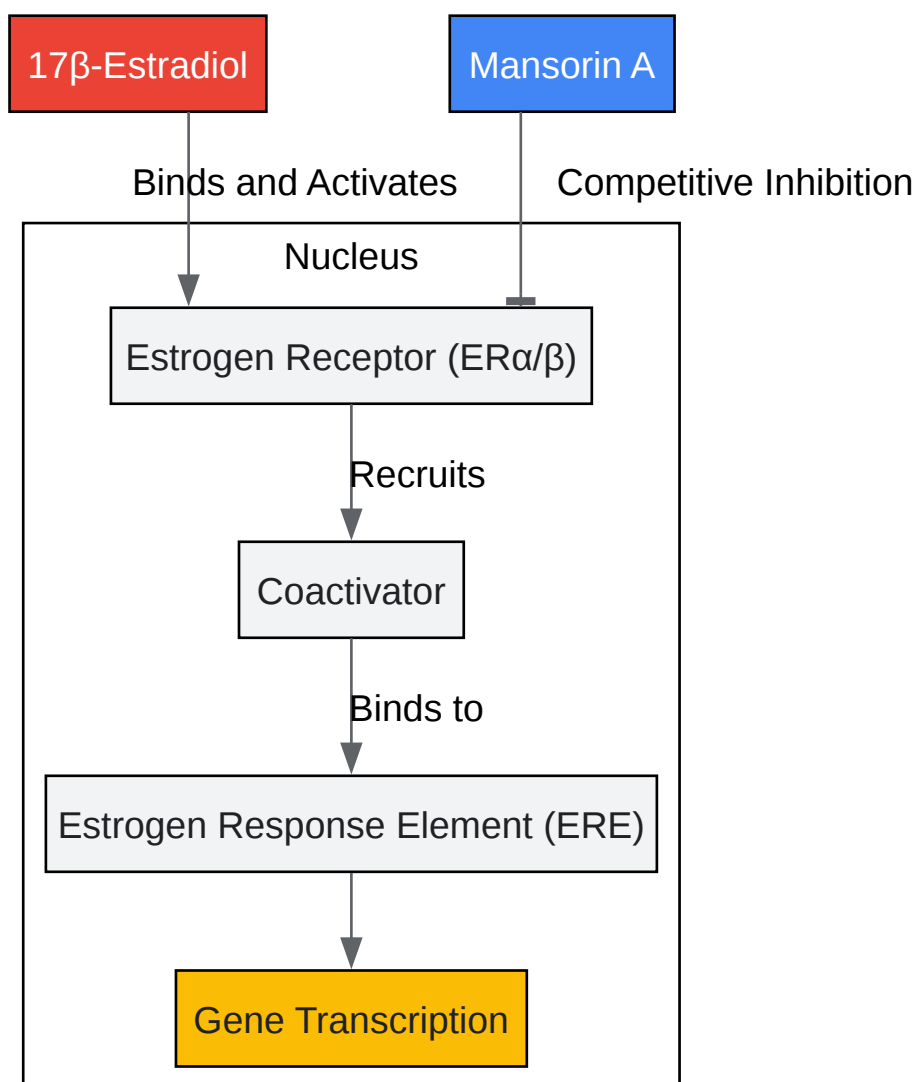 17β-Estradiol
Mansorin A
Binds and Activates
Competitive Inhibition
Nucleus
Estrogen Receptor (ERα/β)
Recruits
Coactivator
Binds to
Estrogen Response Element (ERE)
Gene Transcription